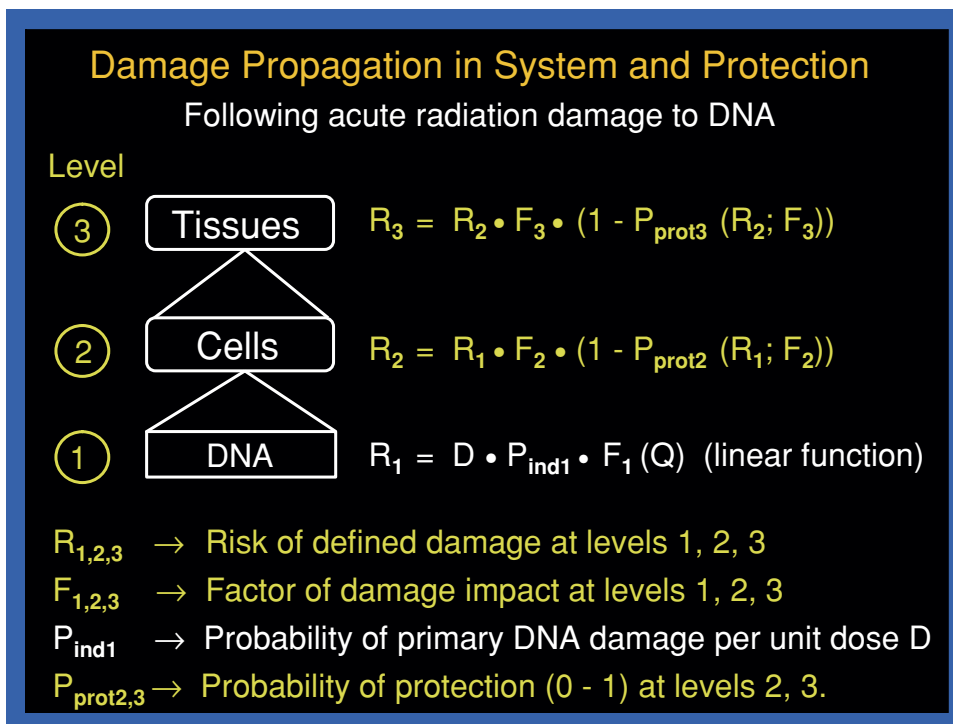 Damage Propagation in System and Protection
Following acute radiation damage to DNA
Level
3 Tissues R3 = R2 • F3 • (1 - Pprot3 (R2; F3))
2 Cells R2 = R1 • F2 • (1 - Pprot2 (R1; F2))
1 DNA R1 = D • Pind1 • F1 (Q) (linear function)
R1,2,3 → Risk of defined damage at levels 1, 2, 3
F1,2,3 → Factor of damage impact at levels 1, 2, 3
Pind1 → Probability of primary DNA damage per unit dose D
Pprot2,3 → Probability of protection (0 - 1) at levels 2, 3.